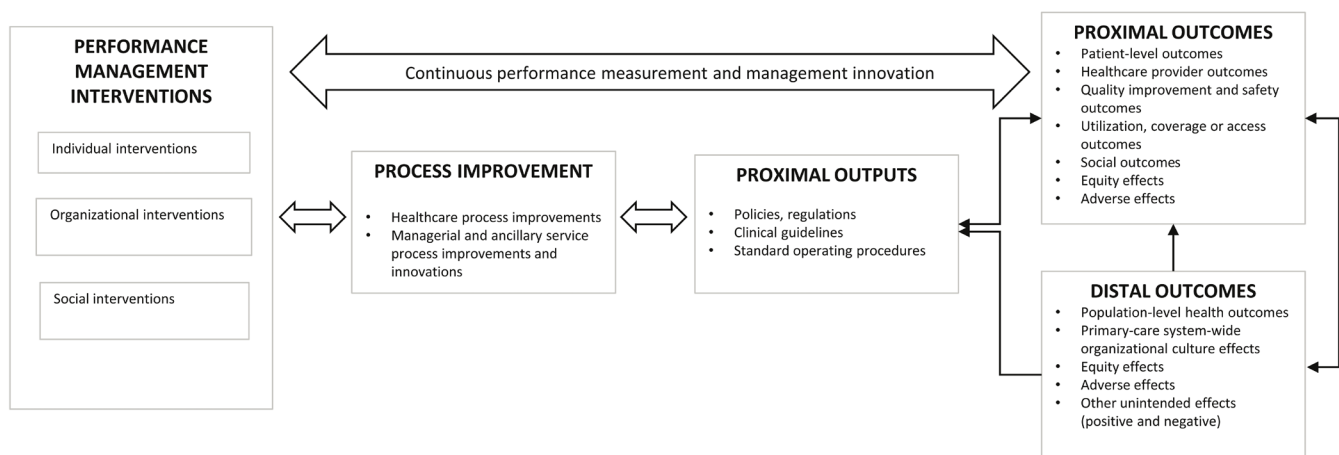 PERFORMANCE
MANAGEMENT
INTERVENTIONS
Individual interventions
Organizational interventions
Social interventions
Continuous performance measurement and management innovation
PROCESS IMPROVEMENT
• Healthcare process improvements
• Managerial and ancillary service
process improvements and
innovations
PROXIMAL OUTPUTS
• Policies, regulations
• Clinical guidelines
• Standard operating procedures
PROXIMAL OUTCOMES
• Patient-level outcomes
• Healthcare provider outcomes
• Quality improvement and safety
outcomes
• Utilization, coverage or access
outcomes
• Social outcomes
• Equity effects
• Adverse effects
DISTAL OUTCOMES
• Population-level health outcomes
• Primary-care system-wide
organizational culture effects
• Equity effects
• Adverse effects
• Other unintended effects
(positive and negative)